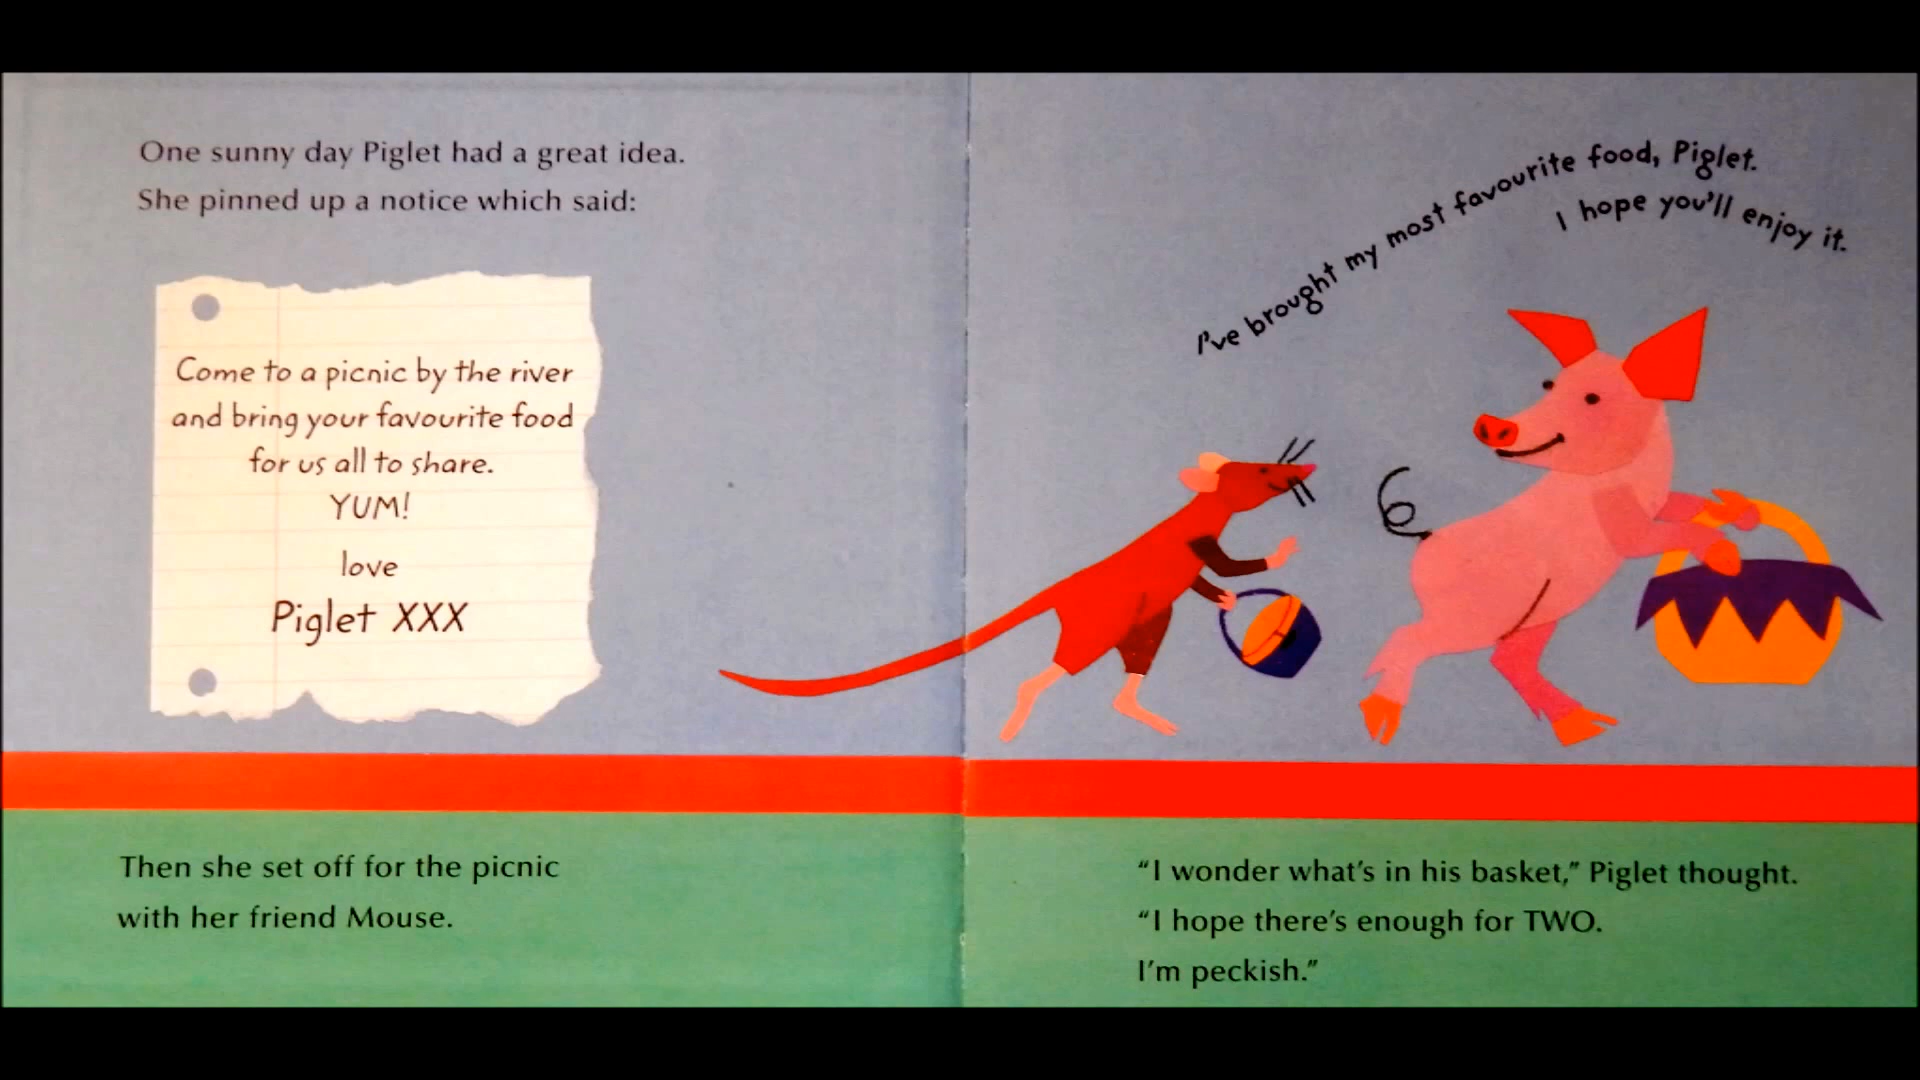 One sunny day Piglet had a great idea.
She pinned up a notice which said:
Come to a picnic by the river
and bring your favourite food
for us all to share.
YUM!
love
Piglet XXX
Then she set off for the picnic
with her friend Mouse.
I've brought my most favourite food, Piglet.
I hope you'll enjoy it.
“I wonder what's in his basket,” Piglet thought.
“I hope there's enough for TWO.
I'm peckish.”